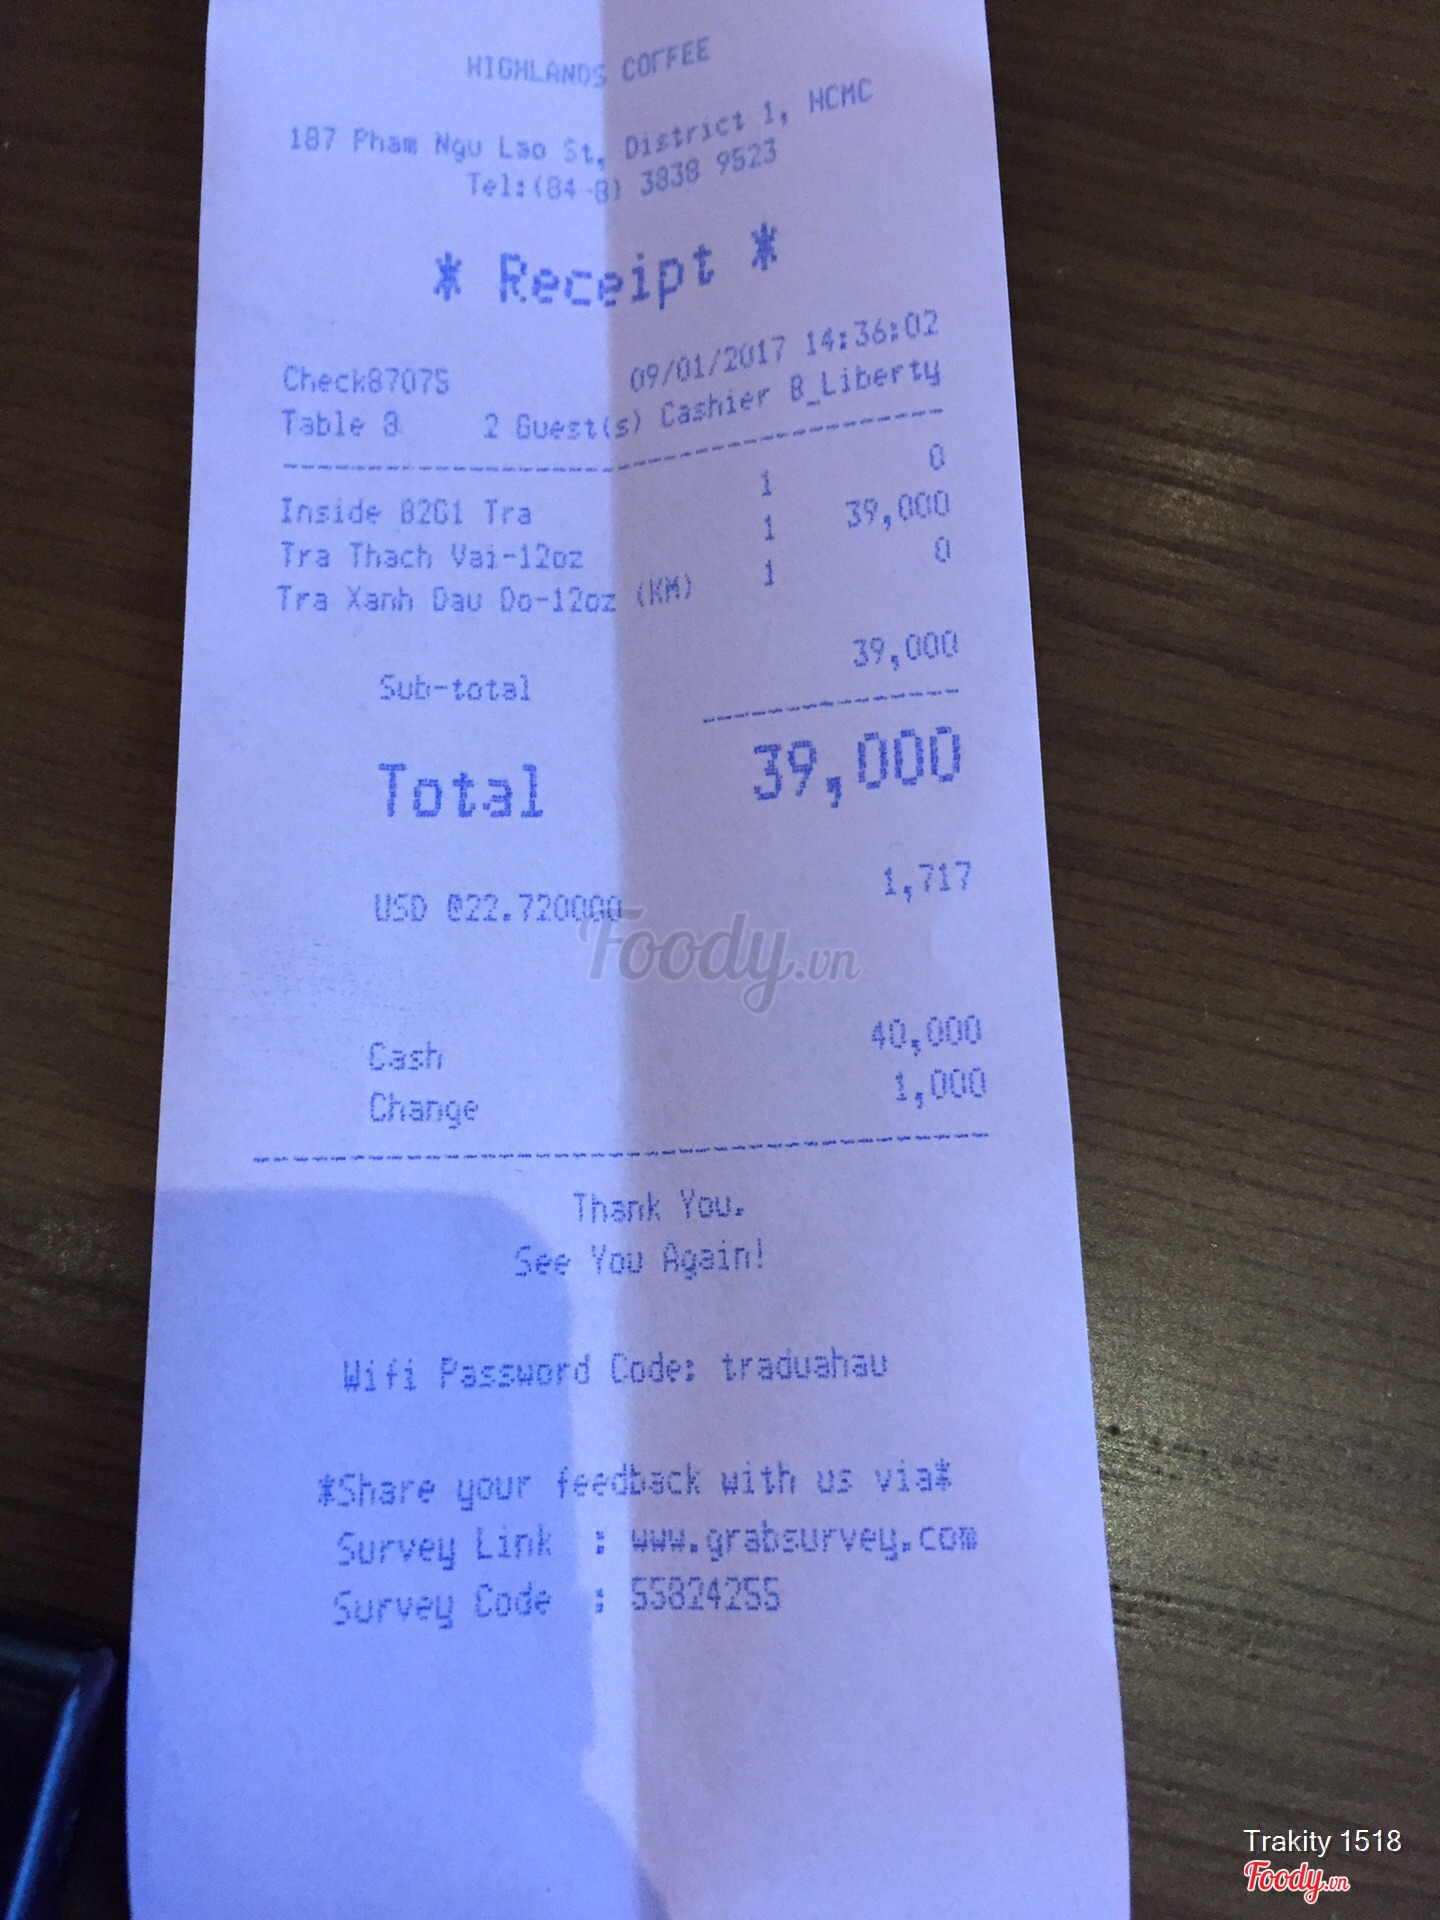 HIGHLANDS COFFEE
187 Pham Ngu Lao St, District 1, HCMC
Tel:(84-8) 3838 9523
* Receipt *
Check87075 09/01/2017 14:36:02
Table 8 2 Guest(s) Cashier B_Liberty
Inside B2G1 Tra 1 0
Tra Thach Vai-12oz 1 39,000
Tra Xanh Dau Do-12oz (KM) 1 0
Sub-total 39,000
Total 39,000
USD @22.720000 1,717
Foody.vn
Cash 40,000
Change 1,000
Thank You.
See You Again!
Wifi Password Code: traduahau
*Share your feedback with us via*
Survey Link : www.grabsurvey.com
Survey Code : 55824255
Trakity 1518
Foody.vn